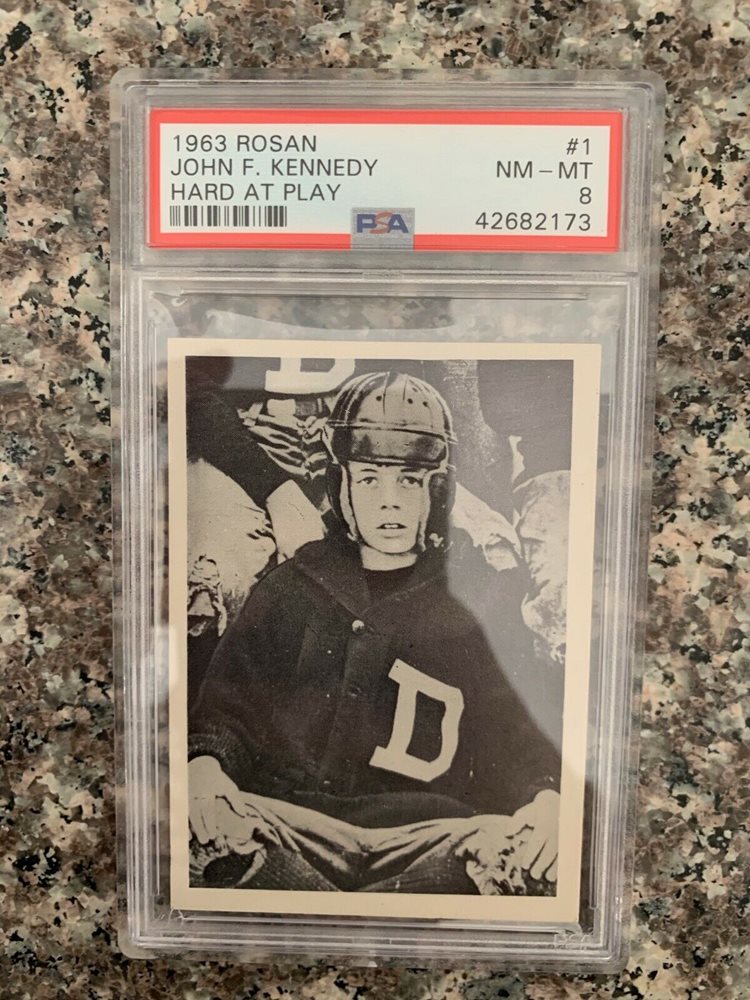 1963 ROSAN #1
JOHN F. KENNEDY NM – MT
HARD AT PLAY 8
PSA 42682173
D
D